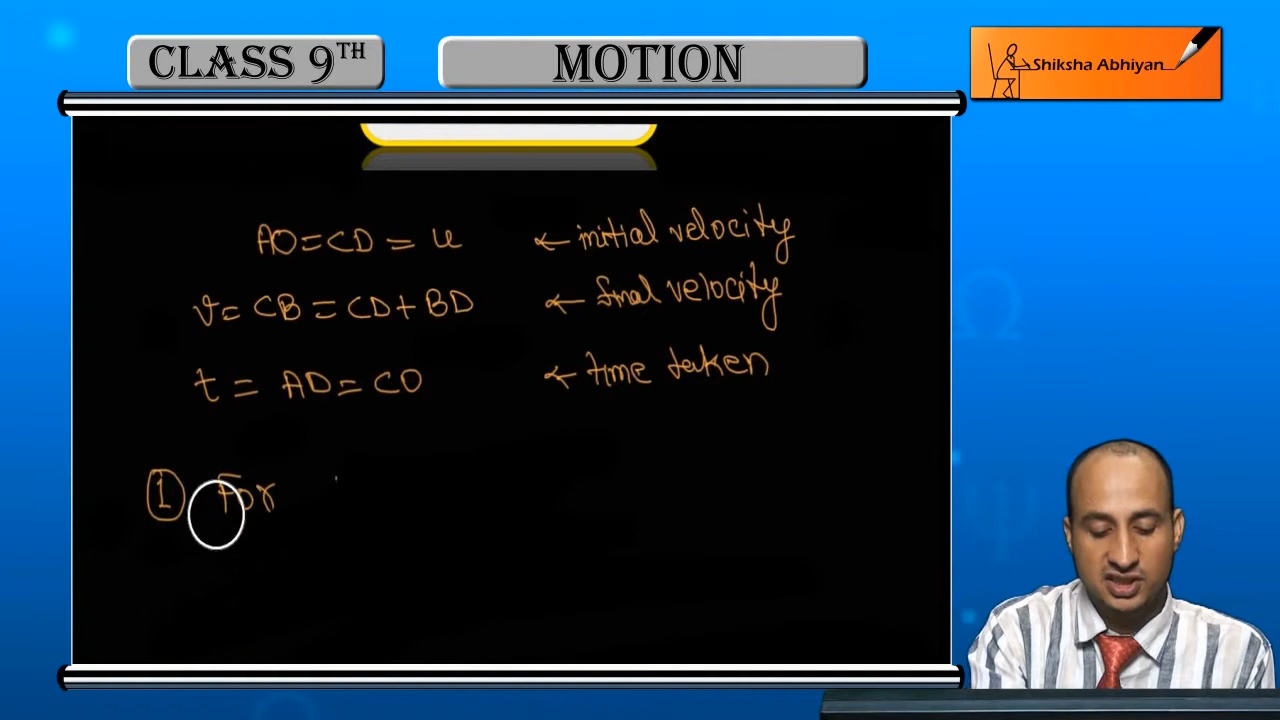 CLASS 9TH
MOTION
Shiksha Abhiyan
AO = CD = u ← initial velocity
v = CB = CD + BD ← final velocity
t = AD = CO ← time taken
① For